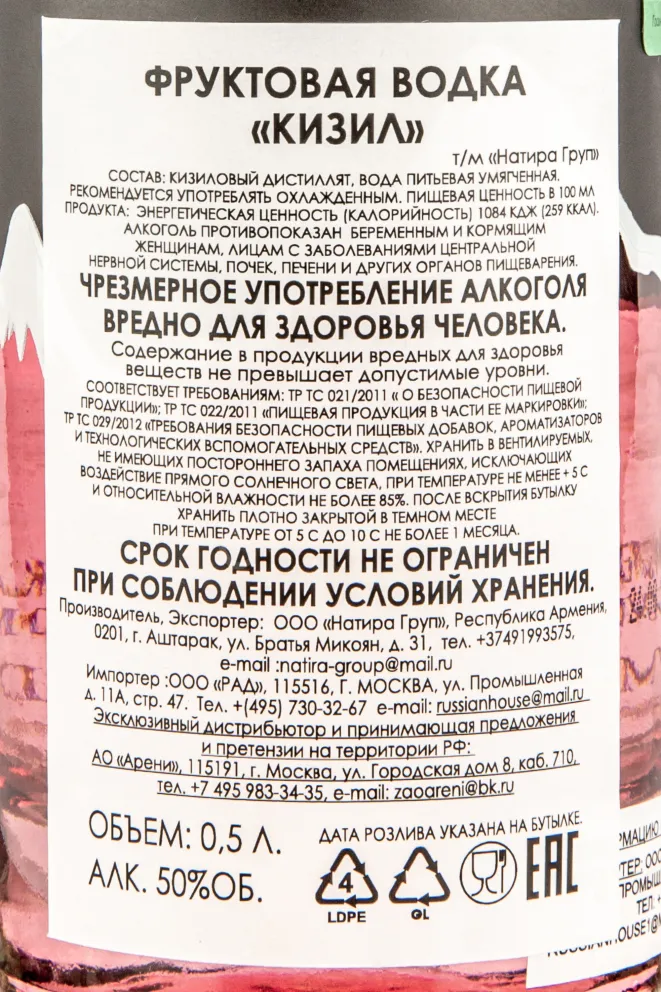 ФРУКТОВАЯ ВОДКА
«КИЗИЛ»
т/м «Натира Груп»
СОСТАВ: КИЗИЛОВЫЙ ДИСТИЛЛЯТ, ВОДА ПИТЬЕВАЯ УМЯГЧЕННАЯ.
РЕКОМЕНДУЕТСЯ УПОТРЕБЛЯТЬ ОХЛАЖДЕННЫМ. ПИЩЕВАЯ ЦЕННОСТЬ В 100 МЛ
ПРОДУКТА: ЭНЕРГЕТИЧЕСКАЯ ЦЕННОСТЬ (КАЛОРИЙНОСТЬ) 1084 КДЖ (259 ККАЛ).
АЛКОГОЛЬ ПРОТИВОПОКАЗАН БЕРЕМЕННЫМ И КОРМЯЩИМ
ЖЕНЩИНАМ, ЛИЦАМ С ЗАБОЛЕВАНИЯМИ ЦЕНТРАЛЬНОЙ
НЕРВНОЙ СИСТЕМЫ, ПОЧЕК, ПЕЧЕНИ И ДРУГИХ ОРГАНОВ ПИЩЕВАРЕНИЯ.
ЧРЕЗМЕРНОЕ УПОТРЕБЛЕНИЕ АЛКОГОЛЯ
ВРЕДНО ДЛЯ ЗДОРОВЬЯ ЧЕЛОВЕКА.
Содержание в продукции вредных для здоровья
веществ не превышает допустимые уровни.
СООТВЕТСТВУЕТ ТРЕБОВАНИЯМ: ТР ТС 021/2011 « О БЕЗОПАСНОСТИ ПИЩЕВОЙ
ПРОДУКЦИИ»; ТР ТС 022/2011 «ПИЩЕВАЯ ПРОДУКЦИЯ В ЧАСТИ ЕЕ МАРКИРОВКИ»;
ТР ТС 029/2012 «ТРЕБОВАНИЯ БЕЗОПАСНОСТИ ПИЩЕВЫХ ДОБАВОК, АРОМАТИЗАТОРОВ
И ТЕХНОЛОГИЧЕСКИХ ВСПОМОГАТЕЛЬНЫХ СРЕДСТВ». ХРАНИТЬ В ВЕНТИЛИРУЕМЫХ,
НЕ ИМЕЮЩИХ ПОСТОРОННЕГО ЗАПАХА ПОМЕЩЕНИЯХ, ИСКЛЮЧАЮЩИХ
ВОЗДЕЙСТВИЕ ПРЯМОГО СОЛНЕЧНОГО СВЕТА, ПРИ ТЕМПЕРАТУРЕ НЕ МЕНЕЕ + 5 С
И ОТНОСИТЕЛЬНОЙ ВЛАЖНОСТИ НЕ БОЛЕЕ 85%. ПОСЛЕ ВСКРЫТИЯ БУТЫЛКУ
ХРАНИТЬ ПЛОТНО ЗАКРЫТОЙ В ТЕМНОМ МЕСТЕ
ПРИ ТЕМПЕРАТУРЕ ОТ 5 С ДО 10 С НЕ БОЛЕЕ 1 МЕСЯЦА.
СРОК ГОДНОСТИ НЕ ОГРАНИЧЕН
ПРИ СОБЛЮДЕНИИ УСЛОВИЙ ХРАНЕНИЯ.
Производитель, Экспортер: ООО «Натира Груп», Республика Армения,
0201, г. Аштарак, ул. Братья Микоян, д. 31, тел. +37491993575,
e-mail :natira-group@mail.ru
Импортер :ООО «РАД», 115516, Г. МОСКВА, ул. Промышленная
д. 11А, стр. 47. Тел. +(495) 730-32-67 e-mail: russianhouse@mail.ru
Эксклюзивный дистрибьютор и принимающая предложения
и претензии на территории РФ:
АО «Арени», 115191, г. Москва, ул. Городская дом 8, каб. 710,
тел. +7 495 983-34-35, e-mail: zaoareni@bk.ru
ОБЪЕМ: 0,5 Л.
АЛК. 50%ОБ.
ДАТА РОЗЛИВА УКАЗАНА НА БУТЫЛКЕ.
4
LDPE
GL
EAC
ТЕР: ООО
ПРОМЫШ
ТЕЛ: +